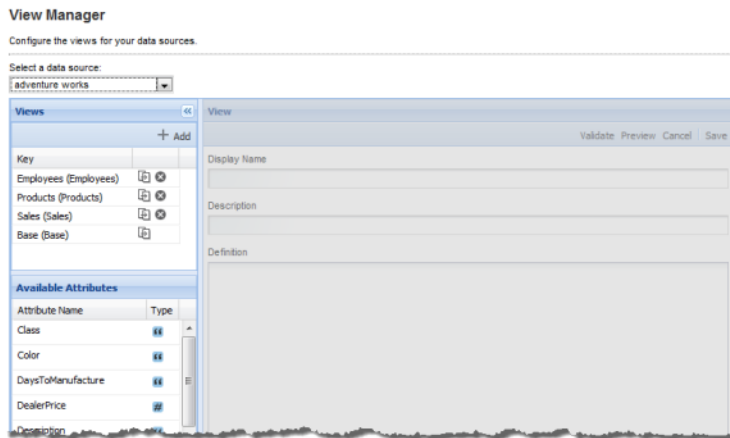 View Manager
Configure the views for your data sources.
Select a data source:
adventure works
Views
View
+ Add
Validate Preview Cancel Save
Key
Employees (Employees)
Products (Products)
Sales (Sales)
Base (Base)
Display Name
Description
Definition
Available Attributes
Attribute Name Type
Class
Color
DaysToManufacture
DealerPrice #
Description